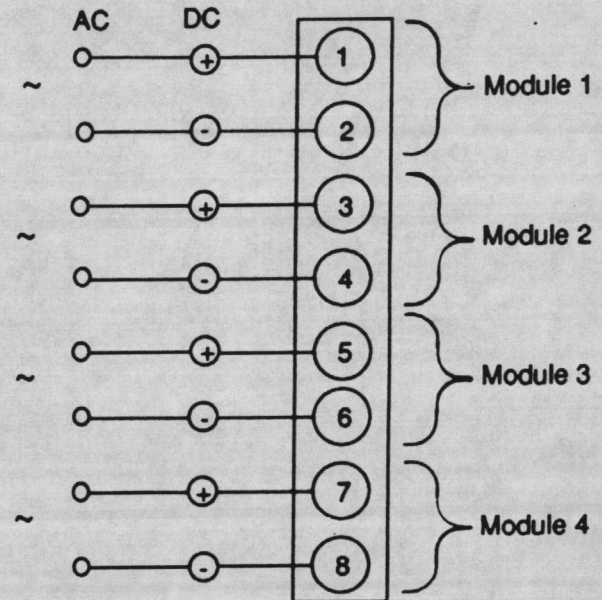 AC DC
+ 1
~ Module 1
- 2
+ 3
~ Module 2
- 4
+ 5
~ Module 3
- 6
+ 7
~ Module 4
- 8